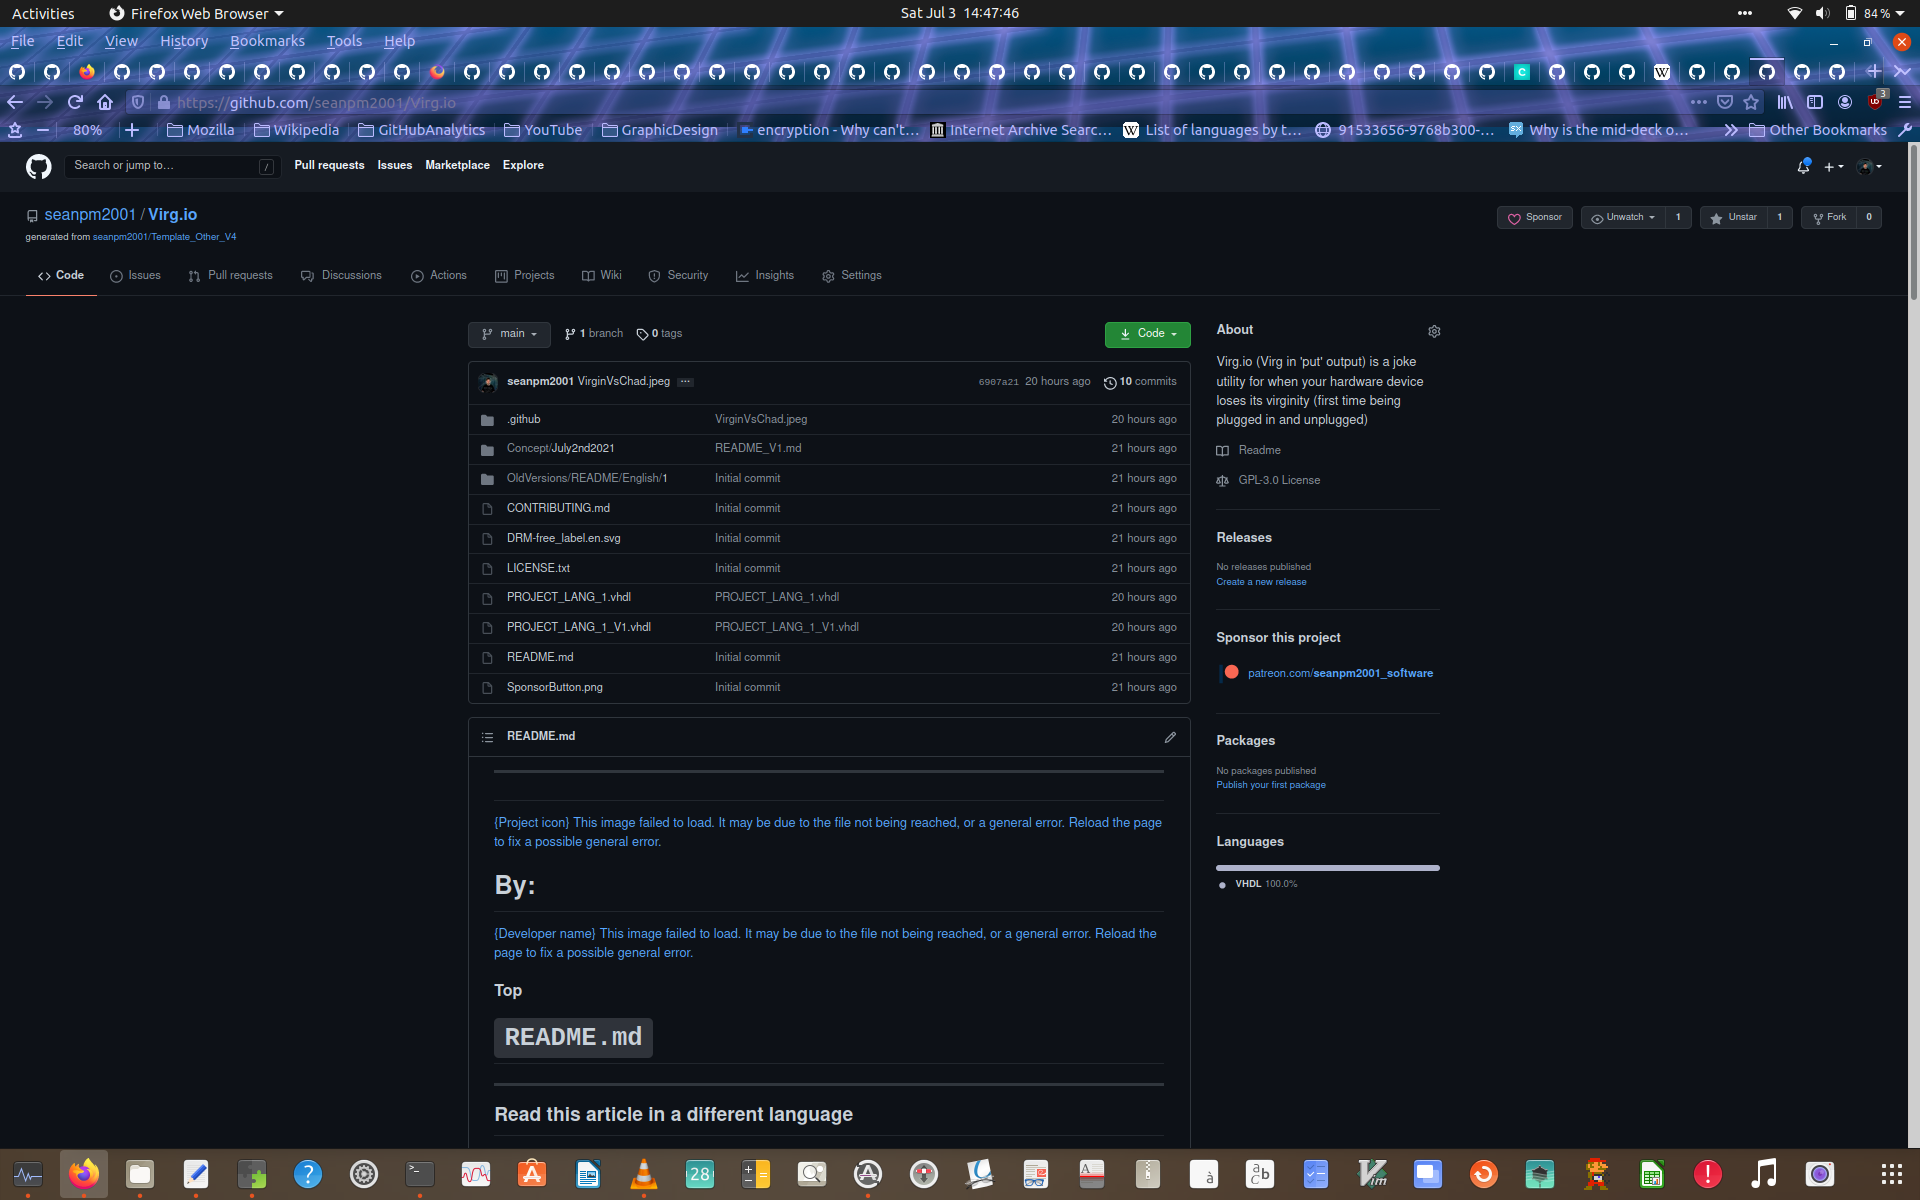 Activities Firefox Web Browser Sat Jul 3 14:47:46 84 %
File Edit View History Bookmarks Tools Help
https://github.com/seanpm2001/Virg.io 3
80% Mozilla Wikipedia GitHubAnalytics YouTube GraphicDesign encryption - Why can't… Internet Archive Searc… List of languages by t… 91533656-9768b300-… Why is the mid-deck o… Other Bookmarks
Search or jump to… / Pull requests Issues Marketplace Explore
seanpm2001 / Virg.io Sponsor Unwatch 1 Unstar 1 Fork 0
generated from seanpm2001/Template_Other_V4
Code Issues Pull requests Discussions Actions Projects Wiki Security Insights Settings
main 1 branch 0 tags Code
seanpm2001 VirginVsChad.jpeg ... 6907a21 20 hours ago 10 commits
.github VirginVsChad.jpeg 20 hours ago
Concept/July2nd2021 README_V1.md 21 hours ago
OldVersions/README/English/1 Initial commit 21 hours ago
CONTRIBUTING.md Initial commit 21 hours ago
DRM-free_label.en.svg Initial commit 21 hours ago
LICENSE.txt Initial commit 21 hours ago
PROJECT_LANG_1.vhdl PROJECT_LANG_1.vhdl 20 hours ago
PROJECT_LANG_1_V1.vhdl PROJECT_LANG_1_V1.vhdl 20 hours ago
README.md Initial commit 21 hours ago
SponsorButton.png Initial commit 21 hours ago
README.md
{Project icon} This image failed to load. It may be due to the file not being reached, or a general error. Reload the page
to fix a possible general error.
By:
{Developer name} This image failed to load. It may be due to the file not being reached, or a general error. Reload the
page to fix a possible general error.
Top
README.md
Read this article in a different language
About
Virg.io (Virg in 'put' output) is a joke
utility for when your hardware device
loses its virginity (first time being
plugged in and unplugged)
Readme
GPL-3.0 License
Releases
No releases published
Create a new release
Sponsor this project
patreon.com/seanpm2001_software
Packages
No packages published
Publish your first package
Languages
VHDL 100.0%
28